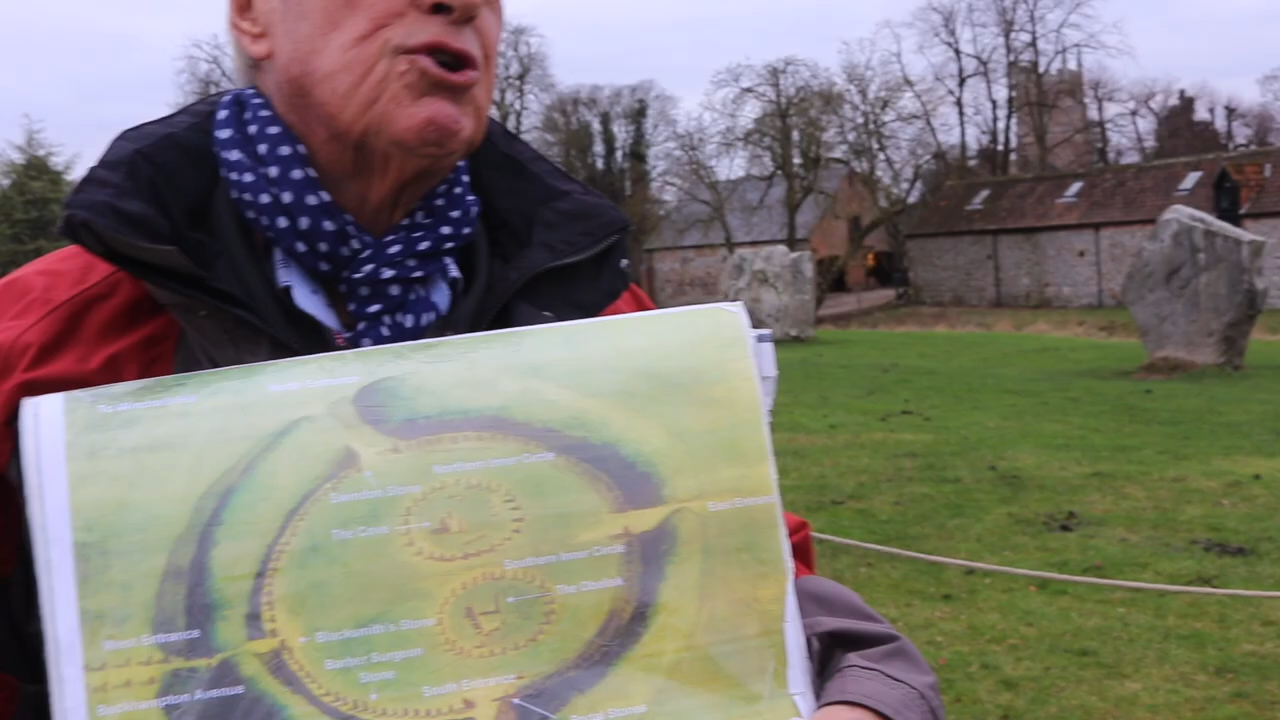 North Entrance
Northern Inner Circle
Swindon Stone
East Entrance
The Cove
Southern Inner Circle
The Obelisk
Blacksmith's Stone
West Entrance
Barber Surgeon
Stone
South Entrance
Beckhampton Avenue
Stones